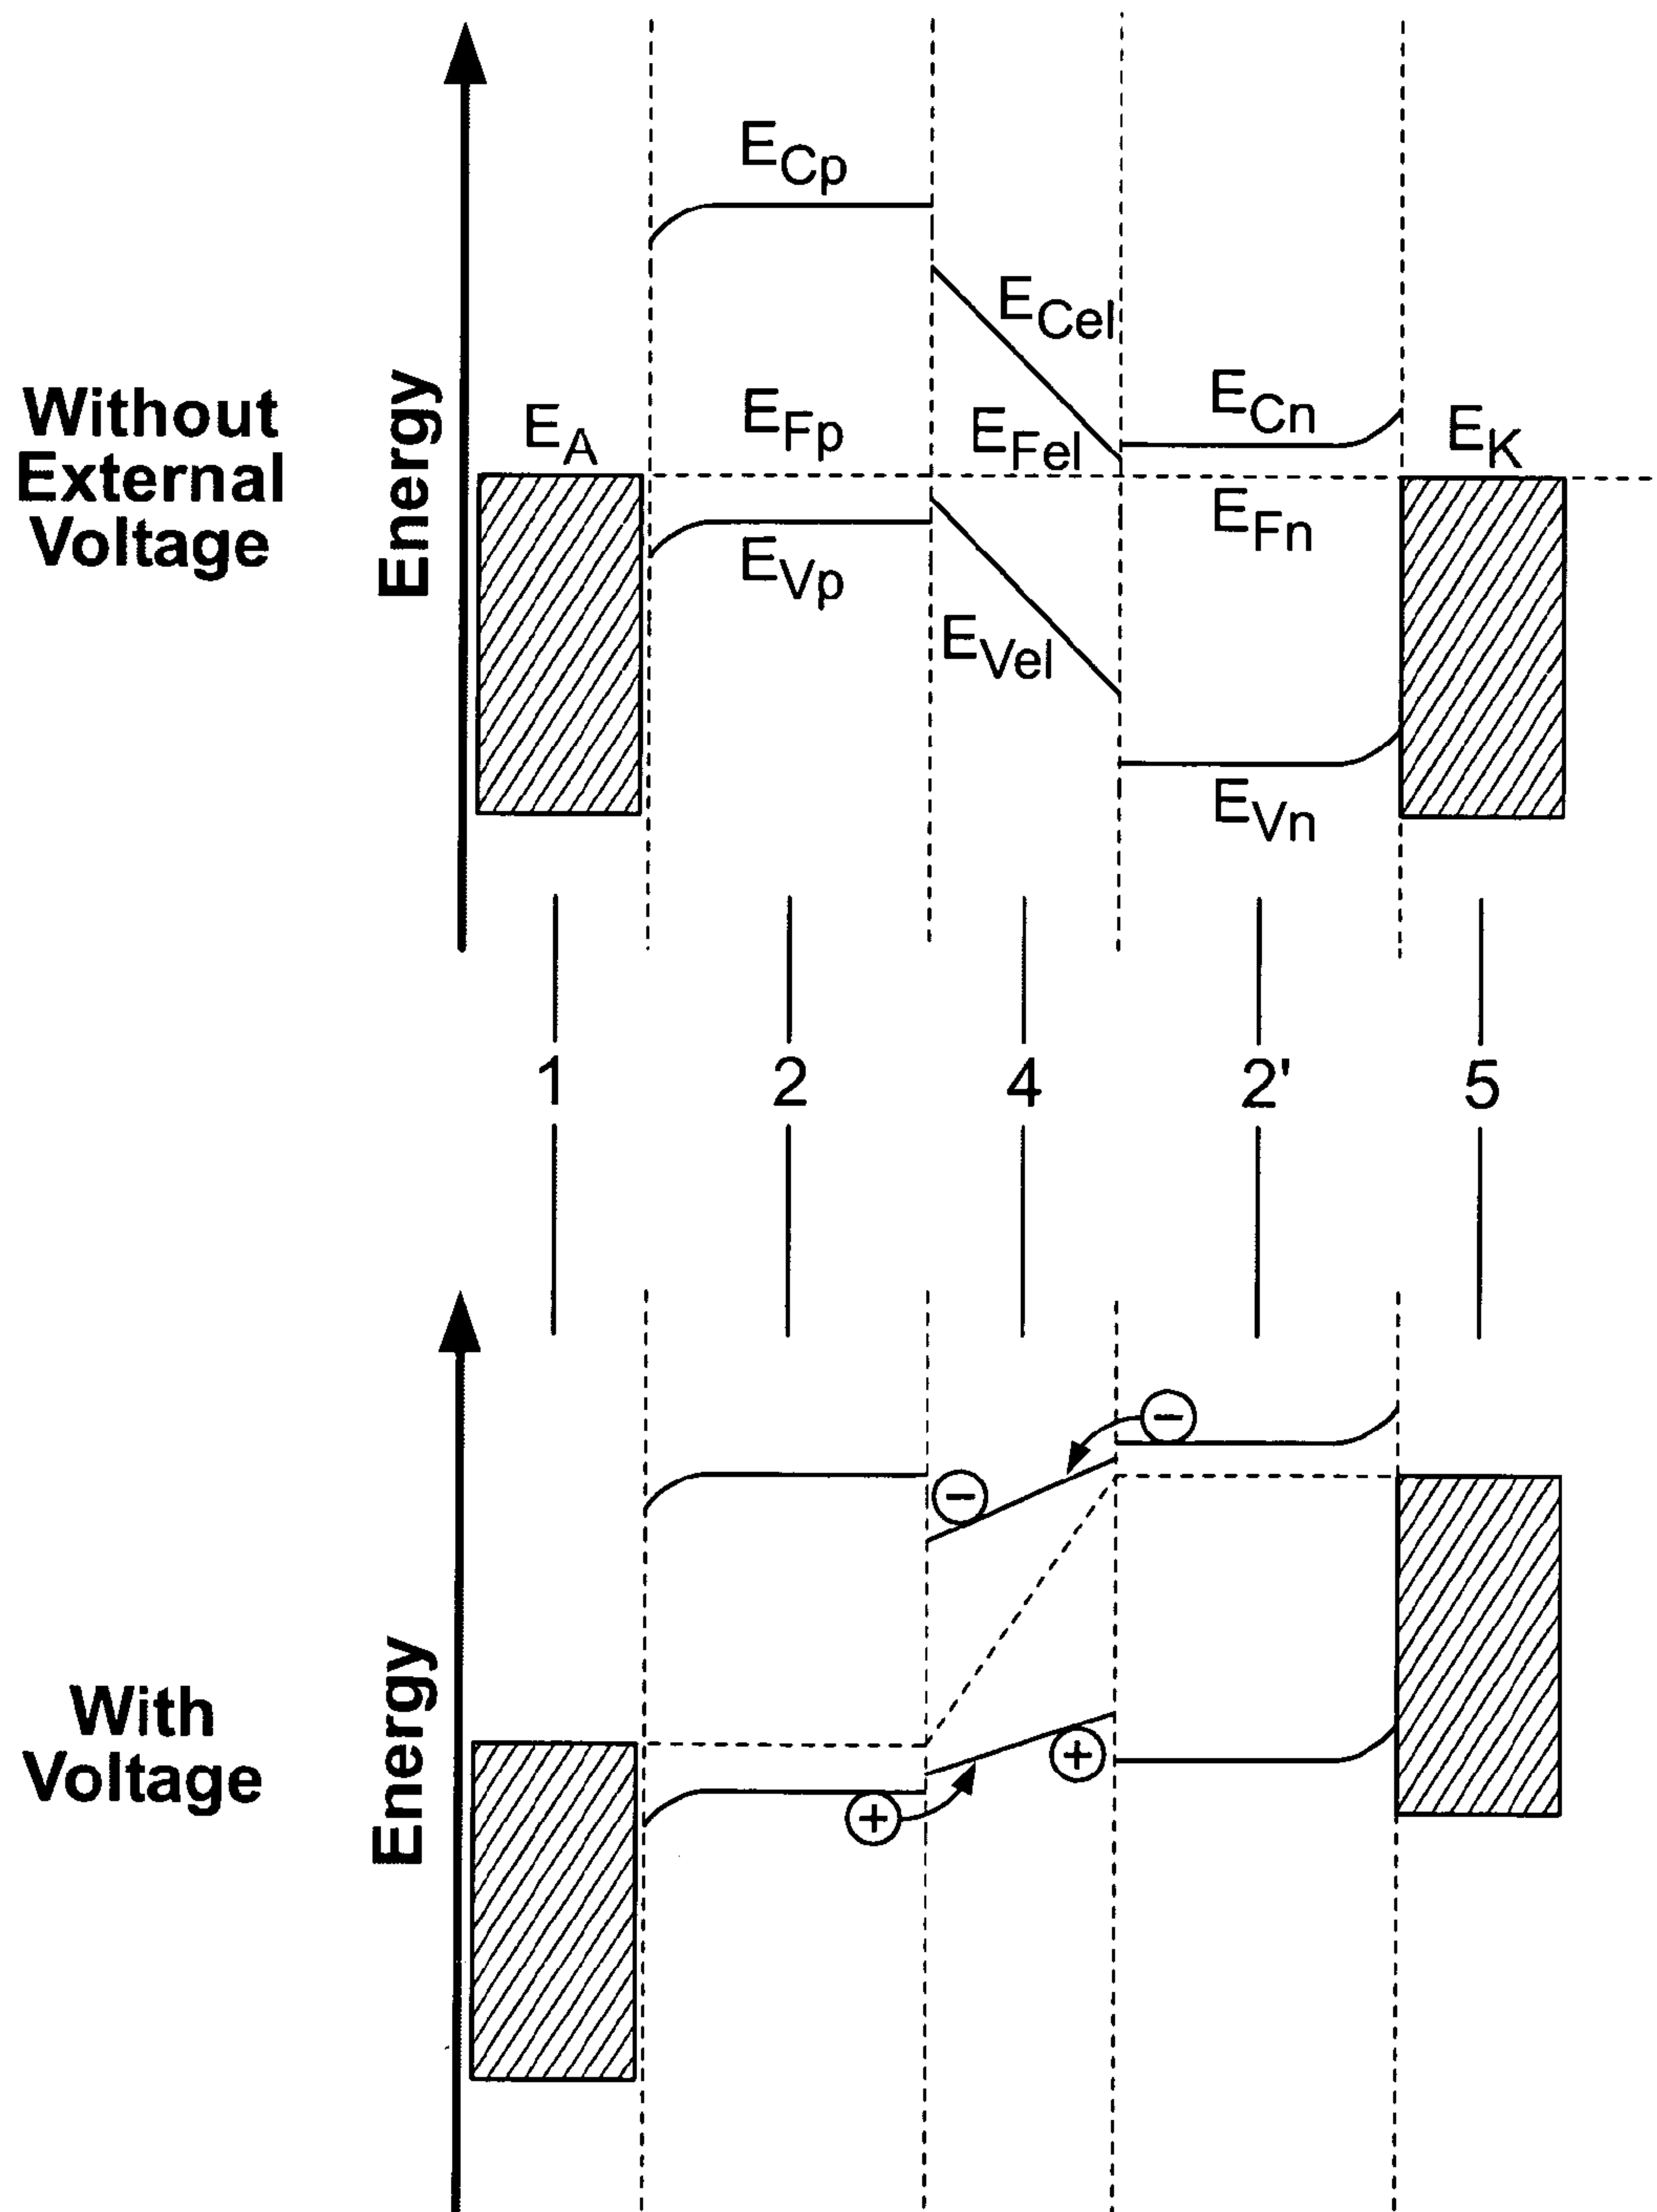 Without
External
Voltage
Energy
E_Cp
E_Cel
E_A
E_Fp
E_Fel
E_Cn
E_K
E_Fn
E_Vp
E_Vel
E_Vn
1 2 4 2' 5
With
Voltage
Energy
−
−
+
+